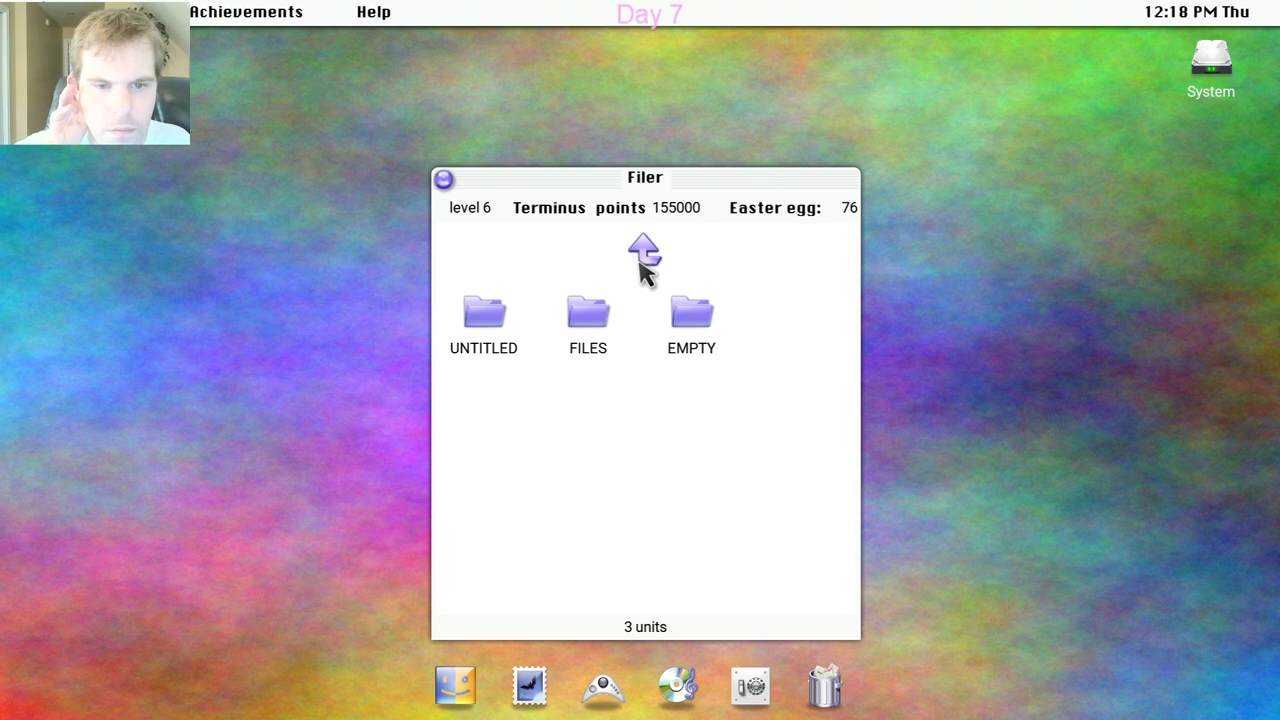 Achievements Help Day 7 12:18 PM Thu
System
Filer
level 6 Terminus points 155000 Easter egg: 76
UNTITLED FILES EMPTY
3 units